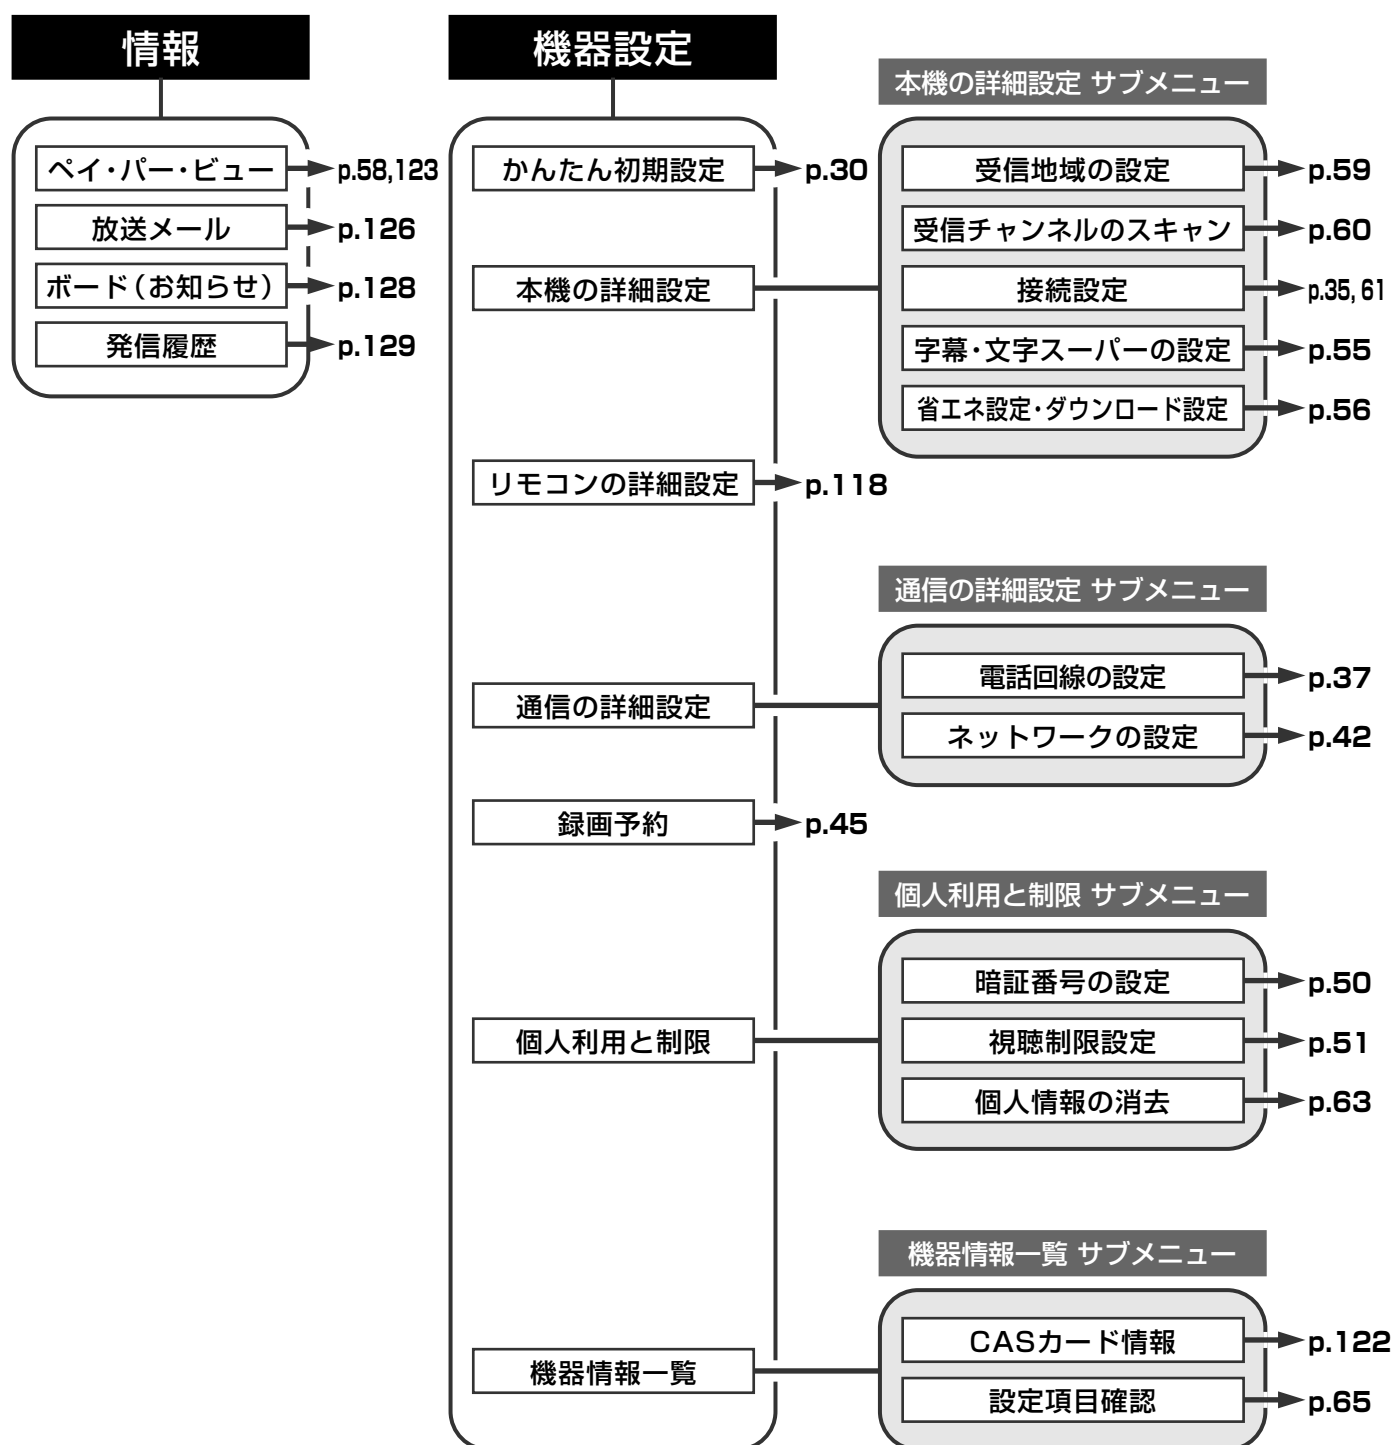 情報
ペイ・パー・ビュー p.58,123
放送メール p.126
ボード（お知らせ） p.128
発信履歴 p.129
機器設定
かんたん初期設定 p.30
本機の詳細設定
本機の詳細設定 サブメニュー
受信地域の設定 p.59
受信チャンネルのスキャン p.60
接続設定 p.35, 61
字幕・文字スーパーの設定 p.55
省エネ設定・ダウンロード設定 p.56
リモコンの詳細設定 p.118
通信の詳細設定
通信の詳細設定 サブメニュー
電話回線の設定 p.37
ネットワークの設定 p.42
録画予約 p.45
個人利用と制限
個人利用と制限 サブメニュー
暗証番号の設定 p.50
視聴制限設定 p.51
個人情報の消去 p.63
機器情報一覧
機器情報一覧 サブメニュー
CASカード情報 p.122
設定項目確認 p.65